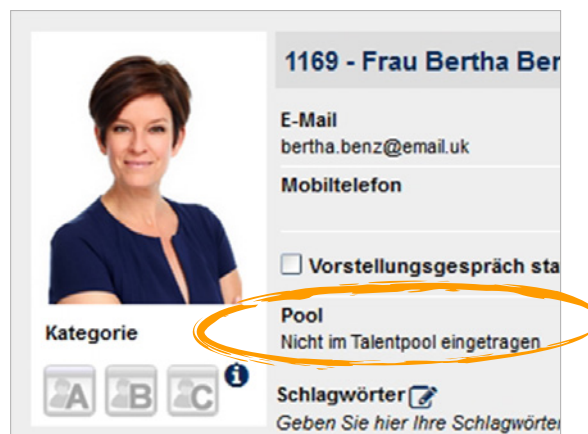 1169 - Frau Bertha Ber
E-Mail
bertha.benz@email.uk
Mobiltelefon
Vorstellungsgespräch sta
Pool
Nicht im Talentpool eingetragen
Kategorie
A B C i
Schlagwörter
Geben Sie hier Ihre Schlagwörter